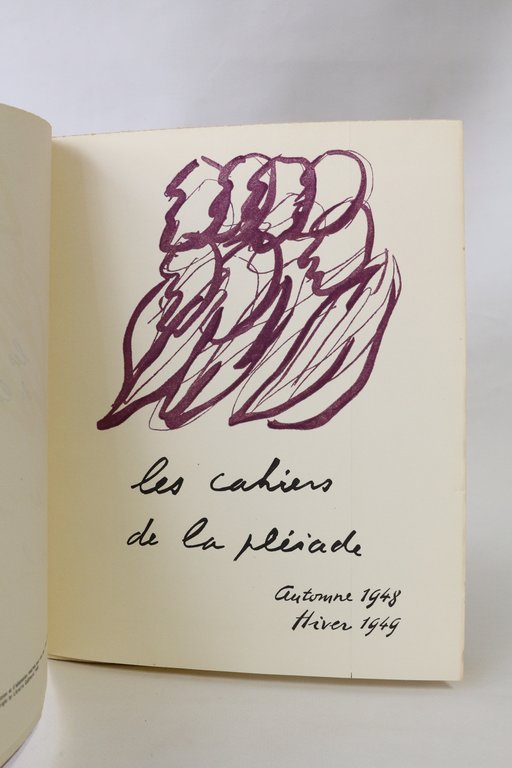 les cahiers
de la pléiade
Automne 1948
Hiver 1949